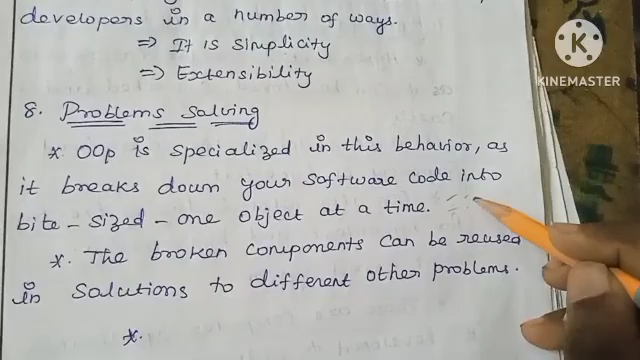 developers in a number of ways.
⇒ It is simplicity
⇒ Extensibility
8. Problems Solving
* OOp is specialized in this behavior, as
it breaks down your software code into
bite-sized-one object at a time.
*. The broken components can be reused
in solutions to different other problems.
*.
K
KINEMASTER